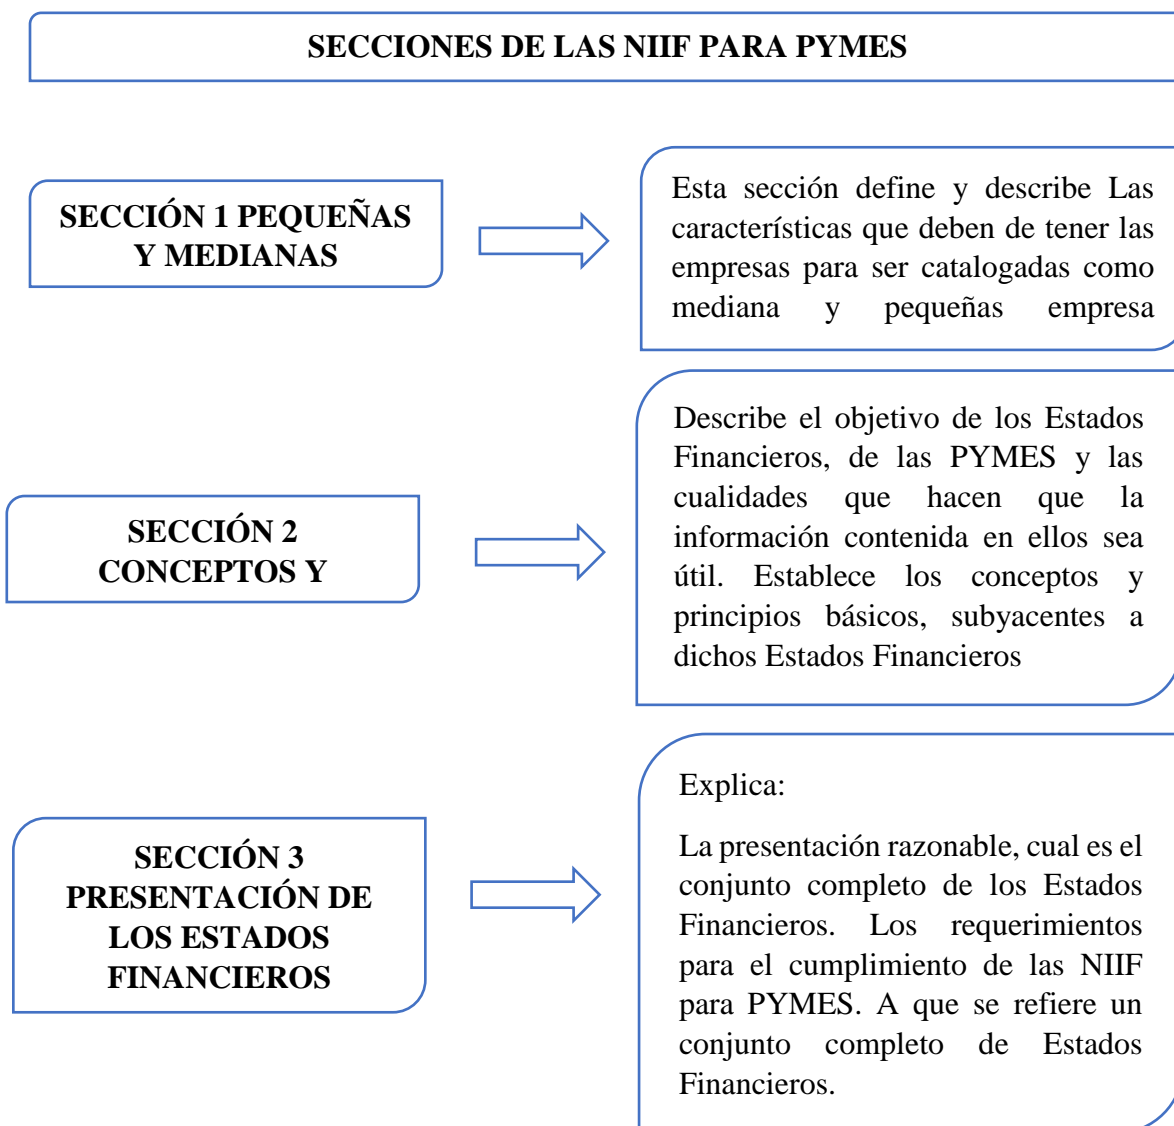 SECCIONES DE LAS NIIF PARA PYMES
SECCIÓN 1 PEQUEÑAS
Y MEDIANAS
Esta sección define y describe Las
características que deben de tener las
empresas para ser catalogadas como
mediana y pequeñas empresa
SECCIÓN 2
CONCEPTOS Y
Describe el objetivo de los Estados
Financieros, de las PYMES y las
cualidades que hacen que la
información contenida en ellos sea
útil. Establece los conceptos y
principios básicos, subyacentes a
dichos Estados Financieros
SECCIÓN 3
PRESENTACIÓN DE
LOS ESTADOS
FINANCIEROS
Explica:
La presentación razonable, cual es el
conjunto completo de los Estados
Financieros. Los requerimientos
para el cumplimiento de las NIIF
para PYMES. A que se refiere un
conjunto completo de Estados
Financieros.